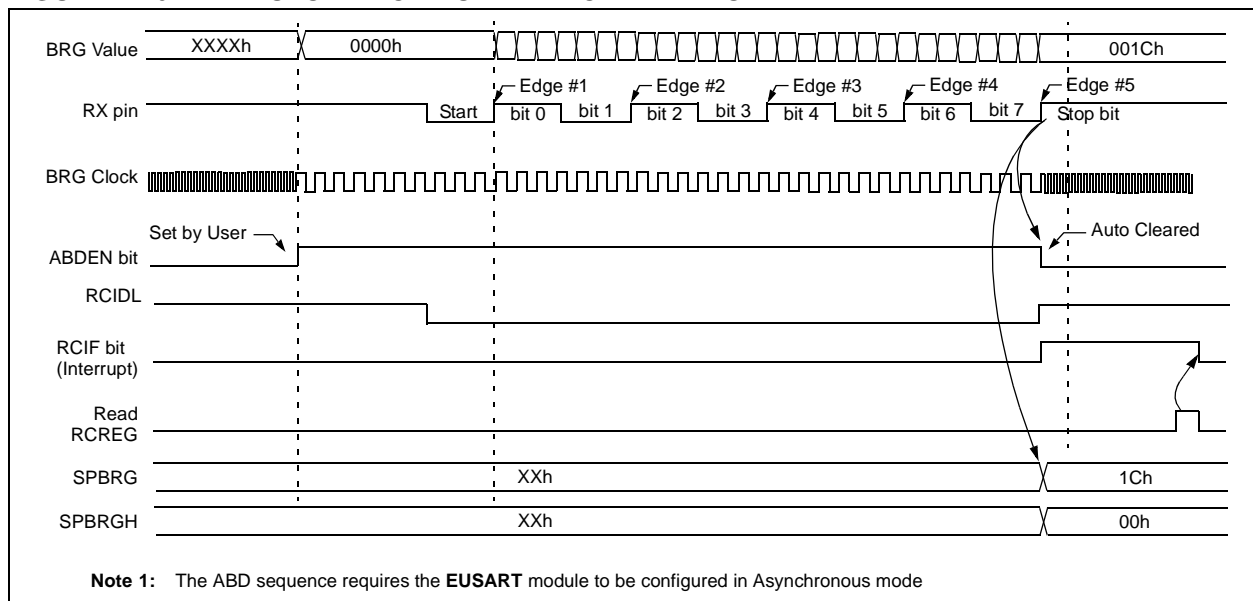 BRG Value XXXXh 0000h 001Ch
Edge #1 Edge #2 Edge #3 Edge #4 Edge #5
RX pin Start bit 0 bit 1 bit 2 bit 3 bit 4 bit 5 bit 6 bit 7 Stop bit
BRG Clock
Set by User Auto Cleared
ABDEN bit
RCIDL
RCIF bit
(Interrupt)
Read
RCREG
SPBRG XXh 1Ch
SPBRGH XXh 00h
Note 1: The ABD sequence requires the EUSART module to be configured in Asynchronous mode